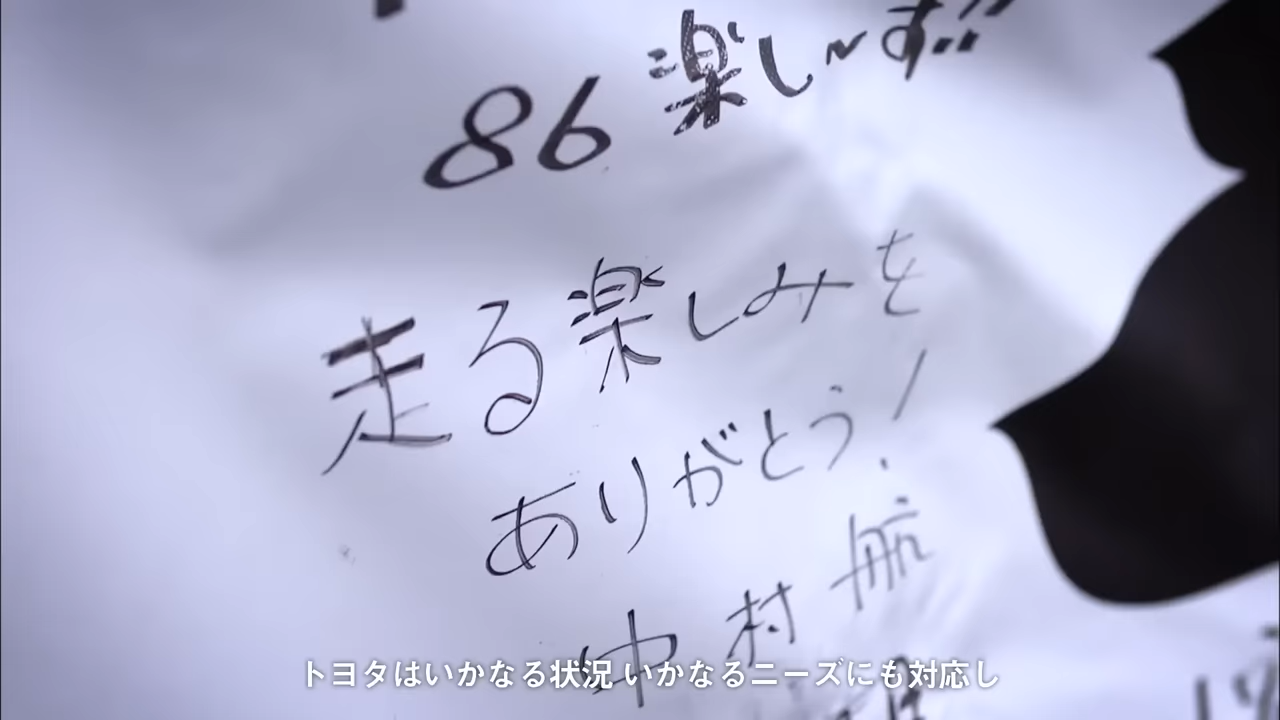 86 楽し〜す!!
走る楽しみを
ありがとう!
中村 航
トヨタはいかなる状況 いかなるニーズにも対応し